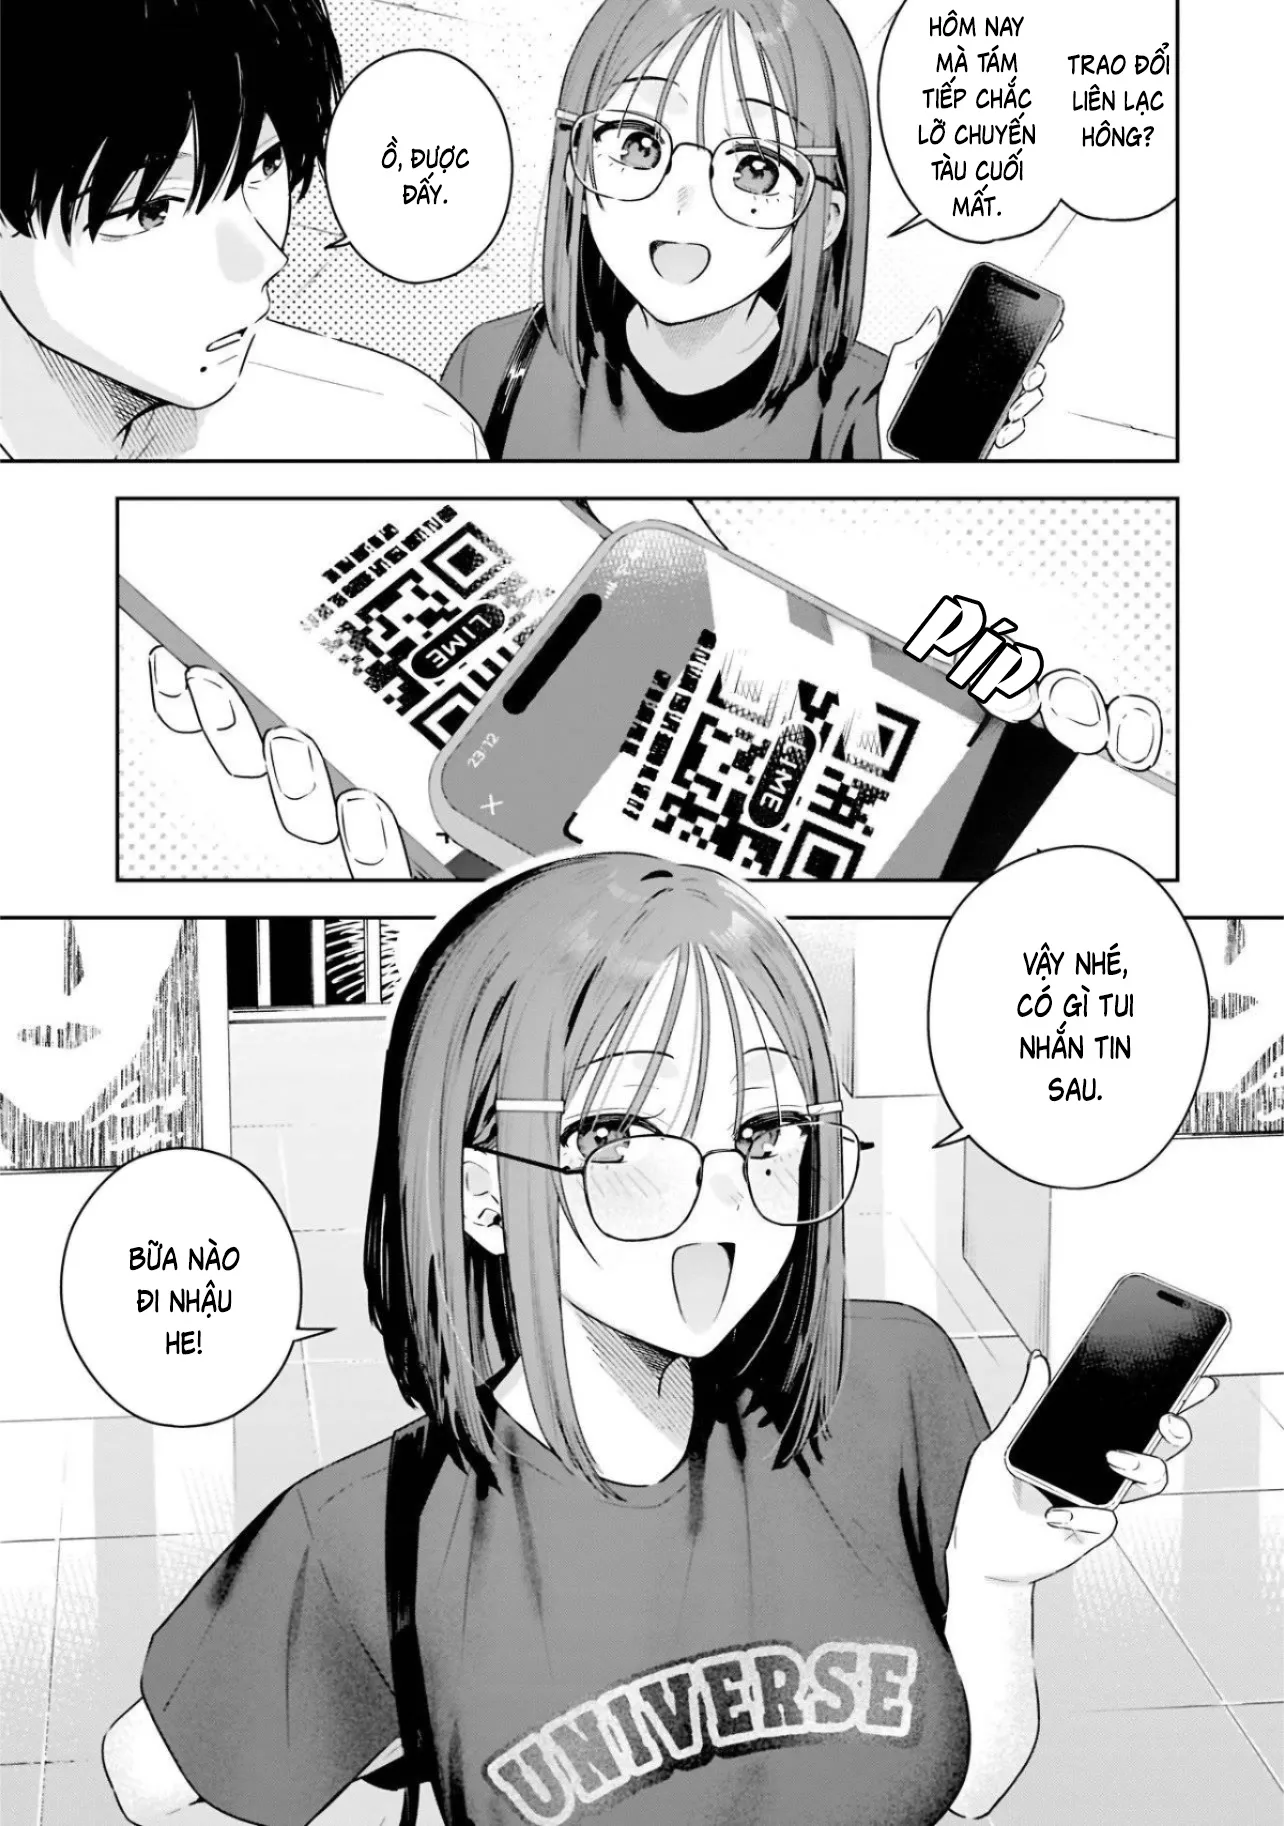 TRAO ĐỔI
LIÊN LẠC
HÔNG?
HÔM NAY
MÀ TÁM
TIẾP CHẮC
LỠ CHUYẾN
TÀU CUỐI
MẤT.
Ồ, ĐƯỢC
ĐẤY.
LIME
23:12
LIME
PÍP
VẬY NHÉ,
CÓ GÌ TUI
NHẮN TIN
SAU.
BỮA NÀO
ĐI NHẬU
HE!
UNIVERSE